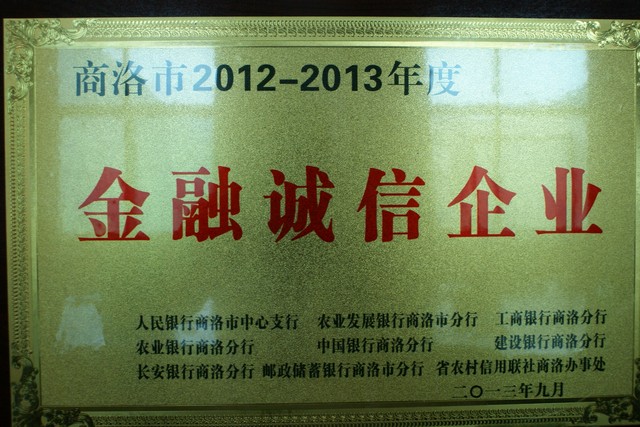 商洛市2012-2013年度
金融诚信企业
人民银行商洛市中心支行 农业发展银行商洛市分行 工商银行商洛分行
农业银行商洛分行 中国银行商洛分行 建设银行商洛分行
长安银行商洛分行 邮政储蓄银行商洛市分行 省农村信用联社商洛办事处
二〇一三年九月